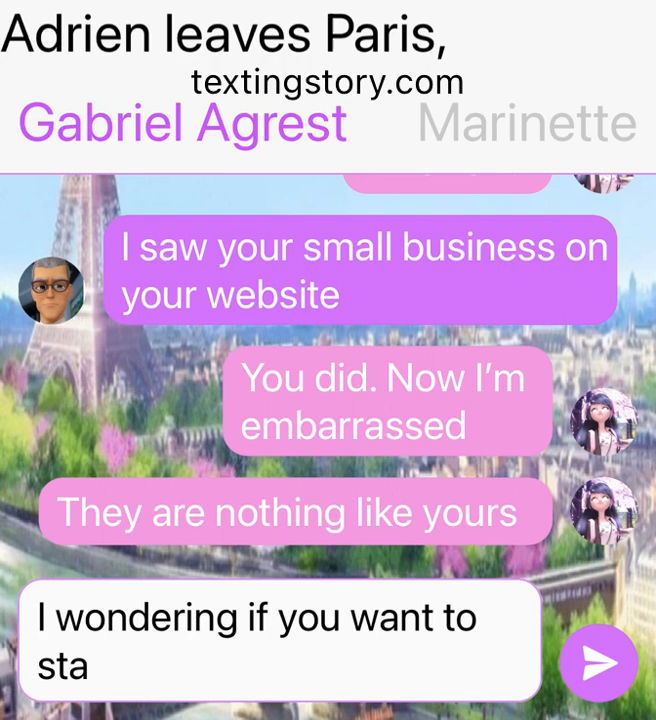 Adrien leaves Paris,
textingstory.com
Gabriel Agrest
Marinette
I saw your small business on
your website
You did. Now I’m
embarrassed
They are nothing like yours
I wondering if you want to
sta